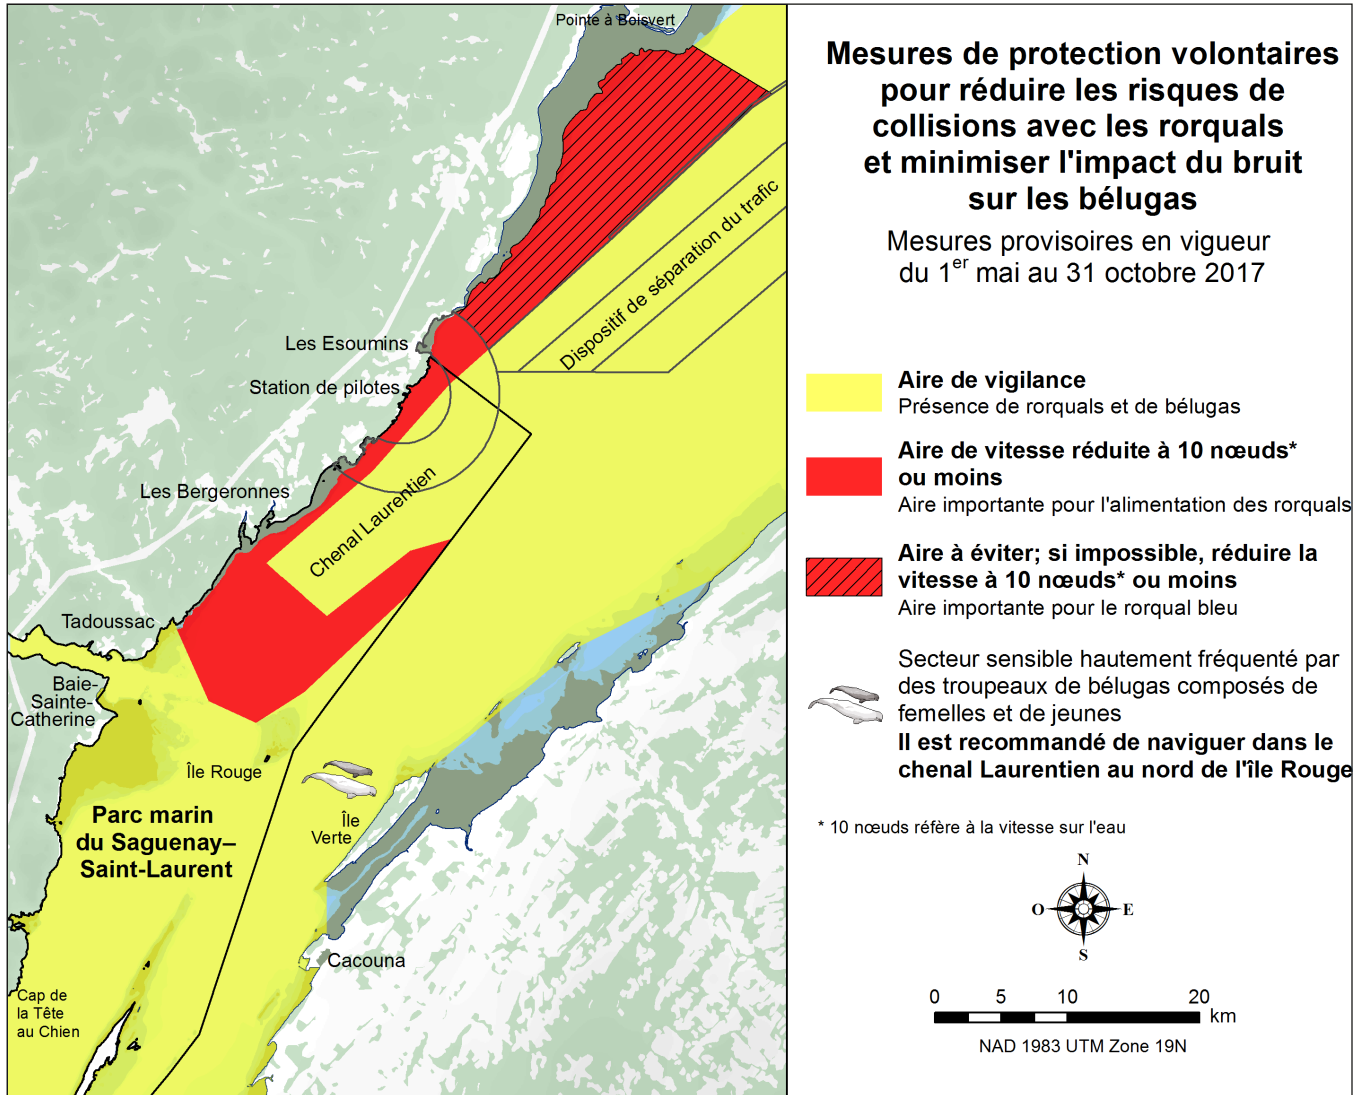 Pointe à Boisvert
Les Esoumins
Station de pilotes
Dispositif de séparation du trafic
Les Bergeronnes
Chenal Laurentien
Tadoussac
Baie-
Sainte-
Catherine
Île Rouge
Île
Verte
Parc marin
du Saguenay–
Saint-Laurent
Cacouna
Cap de
la Tête
au Chien
Mesures de protection volontaires
pour réduire les risques de
collisions avec les rorquals
et minimiser l'impact du bruit
sur les bélugas
Mesures provisoires en vigueur
du 1er mai au 31 octobre 2017
Aire de vigilance
Présence de rorquals et de bélugas
Aire de vitesse réduite à 10 nœuds*
ou moins
Aire importante pour l'alimentation des rorquals
Aire à éviter; si impossible, réduire la
vitesse à 10 nœuds* ou moins
Aire importante pour le rorqual bleu
Secteur sensible hautement fréquenté par
des troupeaux de bélugas composés de
femelles et de jeunes
Il est recommandé de naviguer dans le
chenal Laurentien au nord de l'île Rouge
* 10 nœuds réfère à la vitesse sur l'eau
N
O E
S
0 5 10 20
km
NAD 1983 UTM Zone 19N